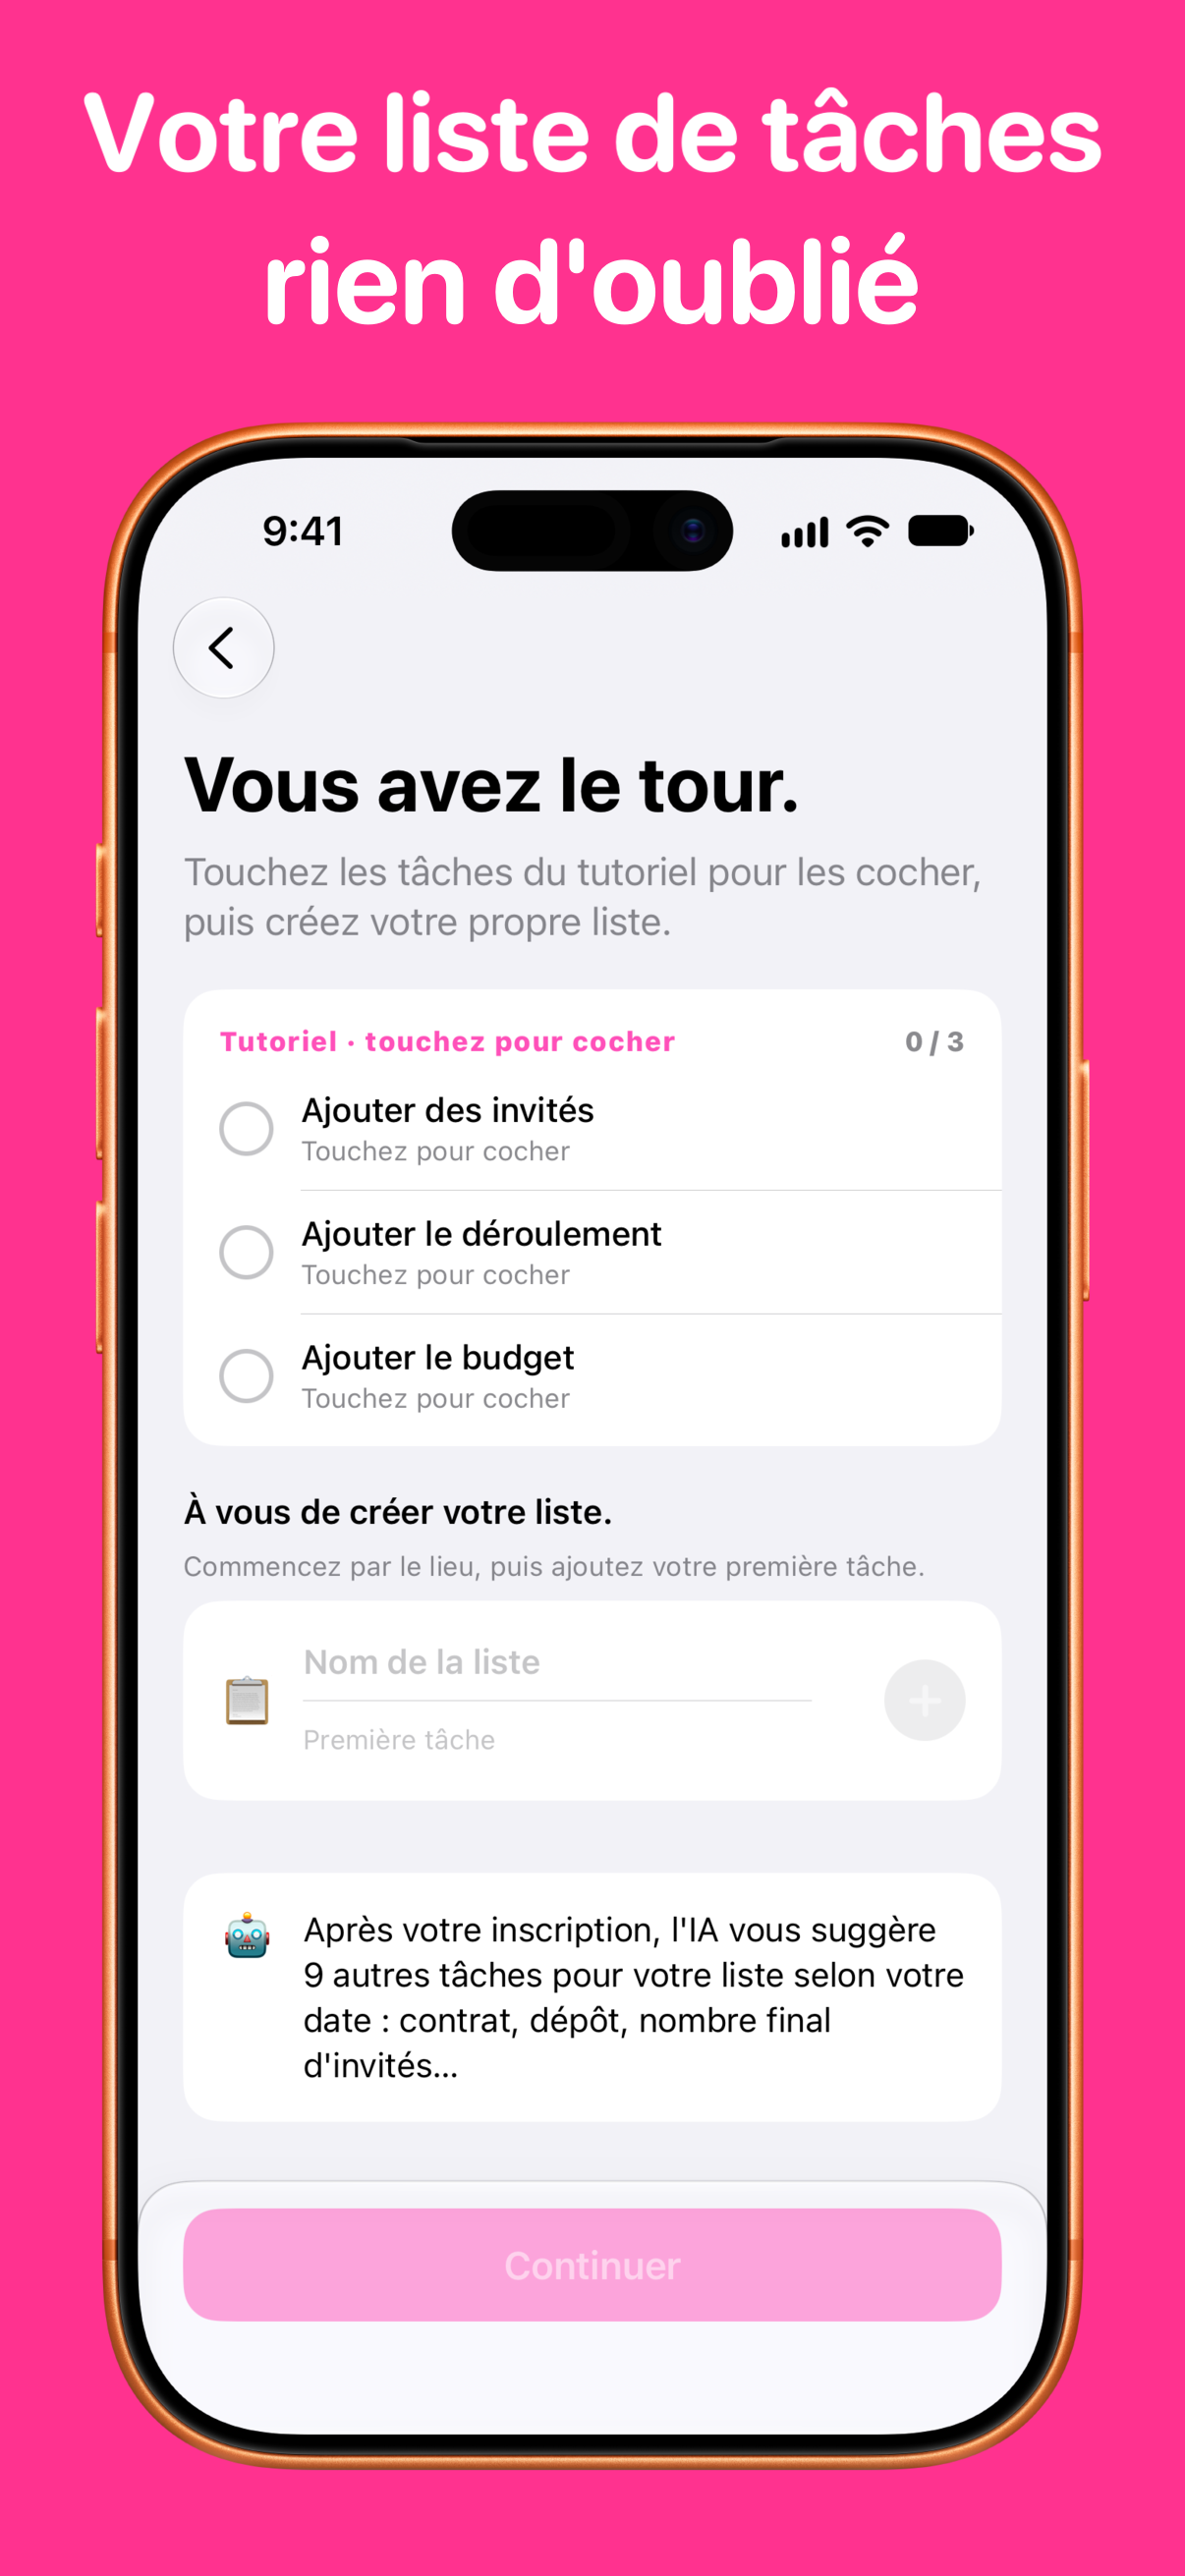 Votre liste de tâches
rien d'oublié
9:41
Vous avez le tour.
Touchez les tâches du tutoriel pour les cocher,
puis créez votre propre liste.
Tutoriel · touchez pour cocher
0 / 3
Ajouter des invités
Touchez pour cocher
Ajouter le déroulement
Touchez pour cocher
Ajouter le budget
Touchez pour cocher
À vous de créer votre liste.
Commencez par le lieu, puis ajoutez votre première tâche.
Nom de la liste
Première tâche
Après votre inscription, l'IA vous suggère
9 autres tâches pour votre liste selon votre
date : contrat, dépôt, nombre final
d'invités...
Continuer